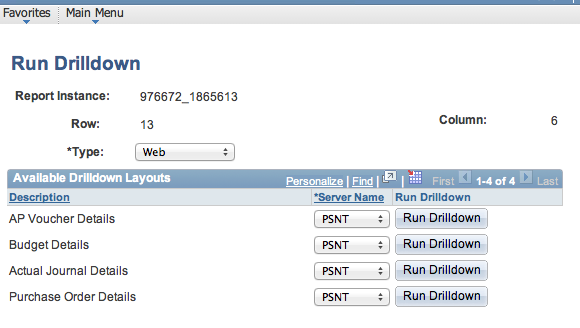 Favorites Main Menu
Run Drilldown
Report Instance: 976672_1865613
Row: 13 Column: 6
*Type: Web
Available Drilldown Layouts Personalize | Find | | First 1-4 of 4 Last
Description *Server Name Run Drilldown
AP Voucher Details PSNT Run Drilldown
Budget Details PSNT Run Drilldown
Actual Journal Details PSNT Run Drilldown
Purchase Order Details PSNT Run Drilldown